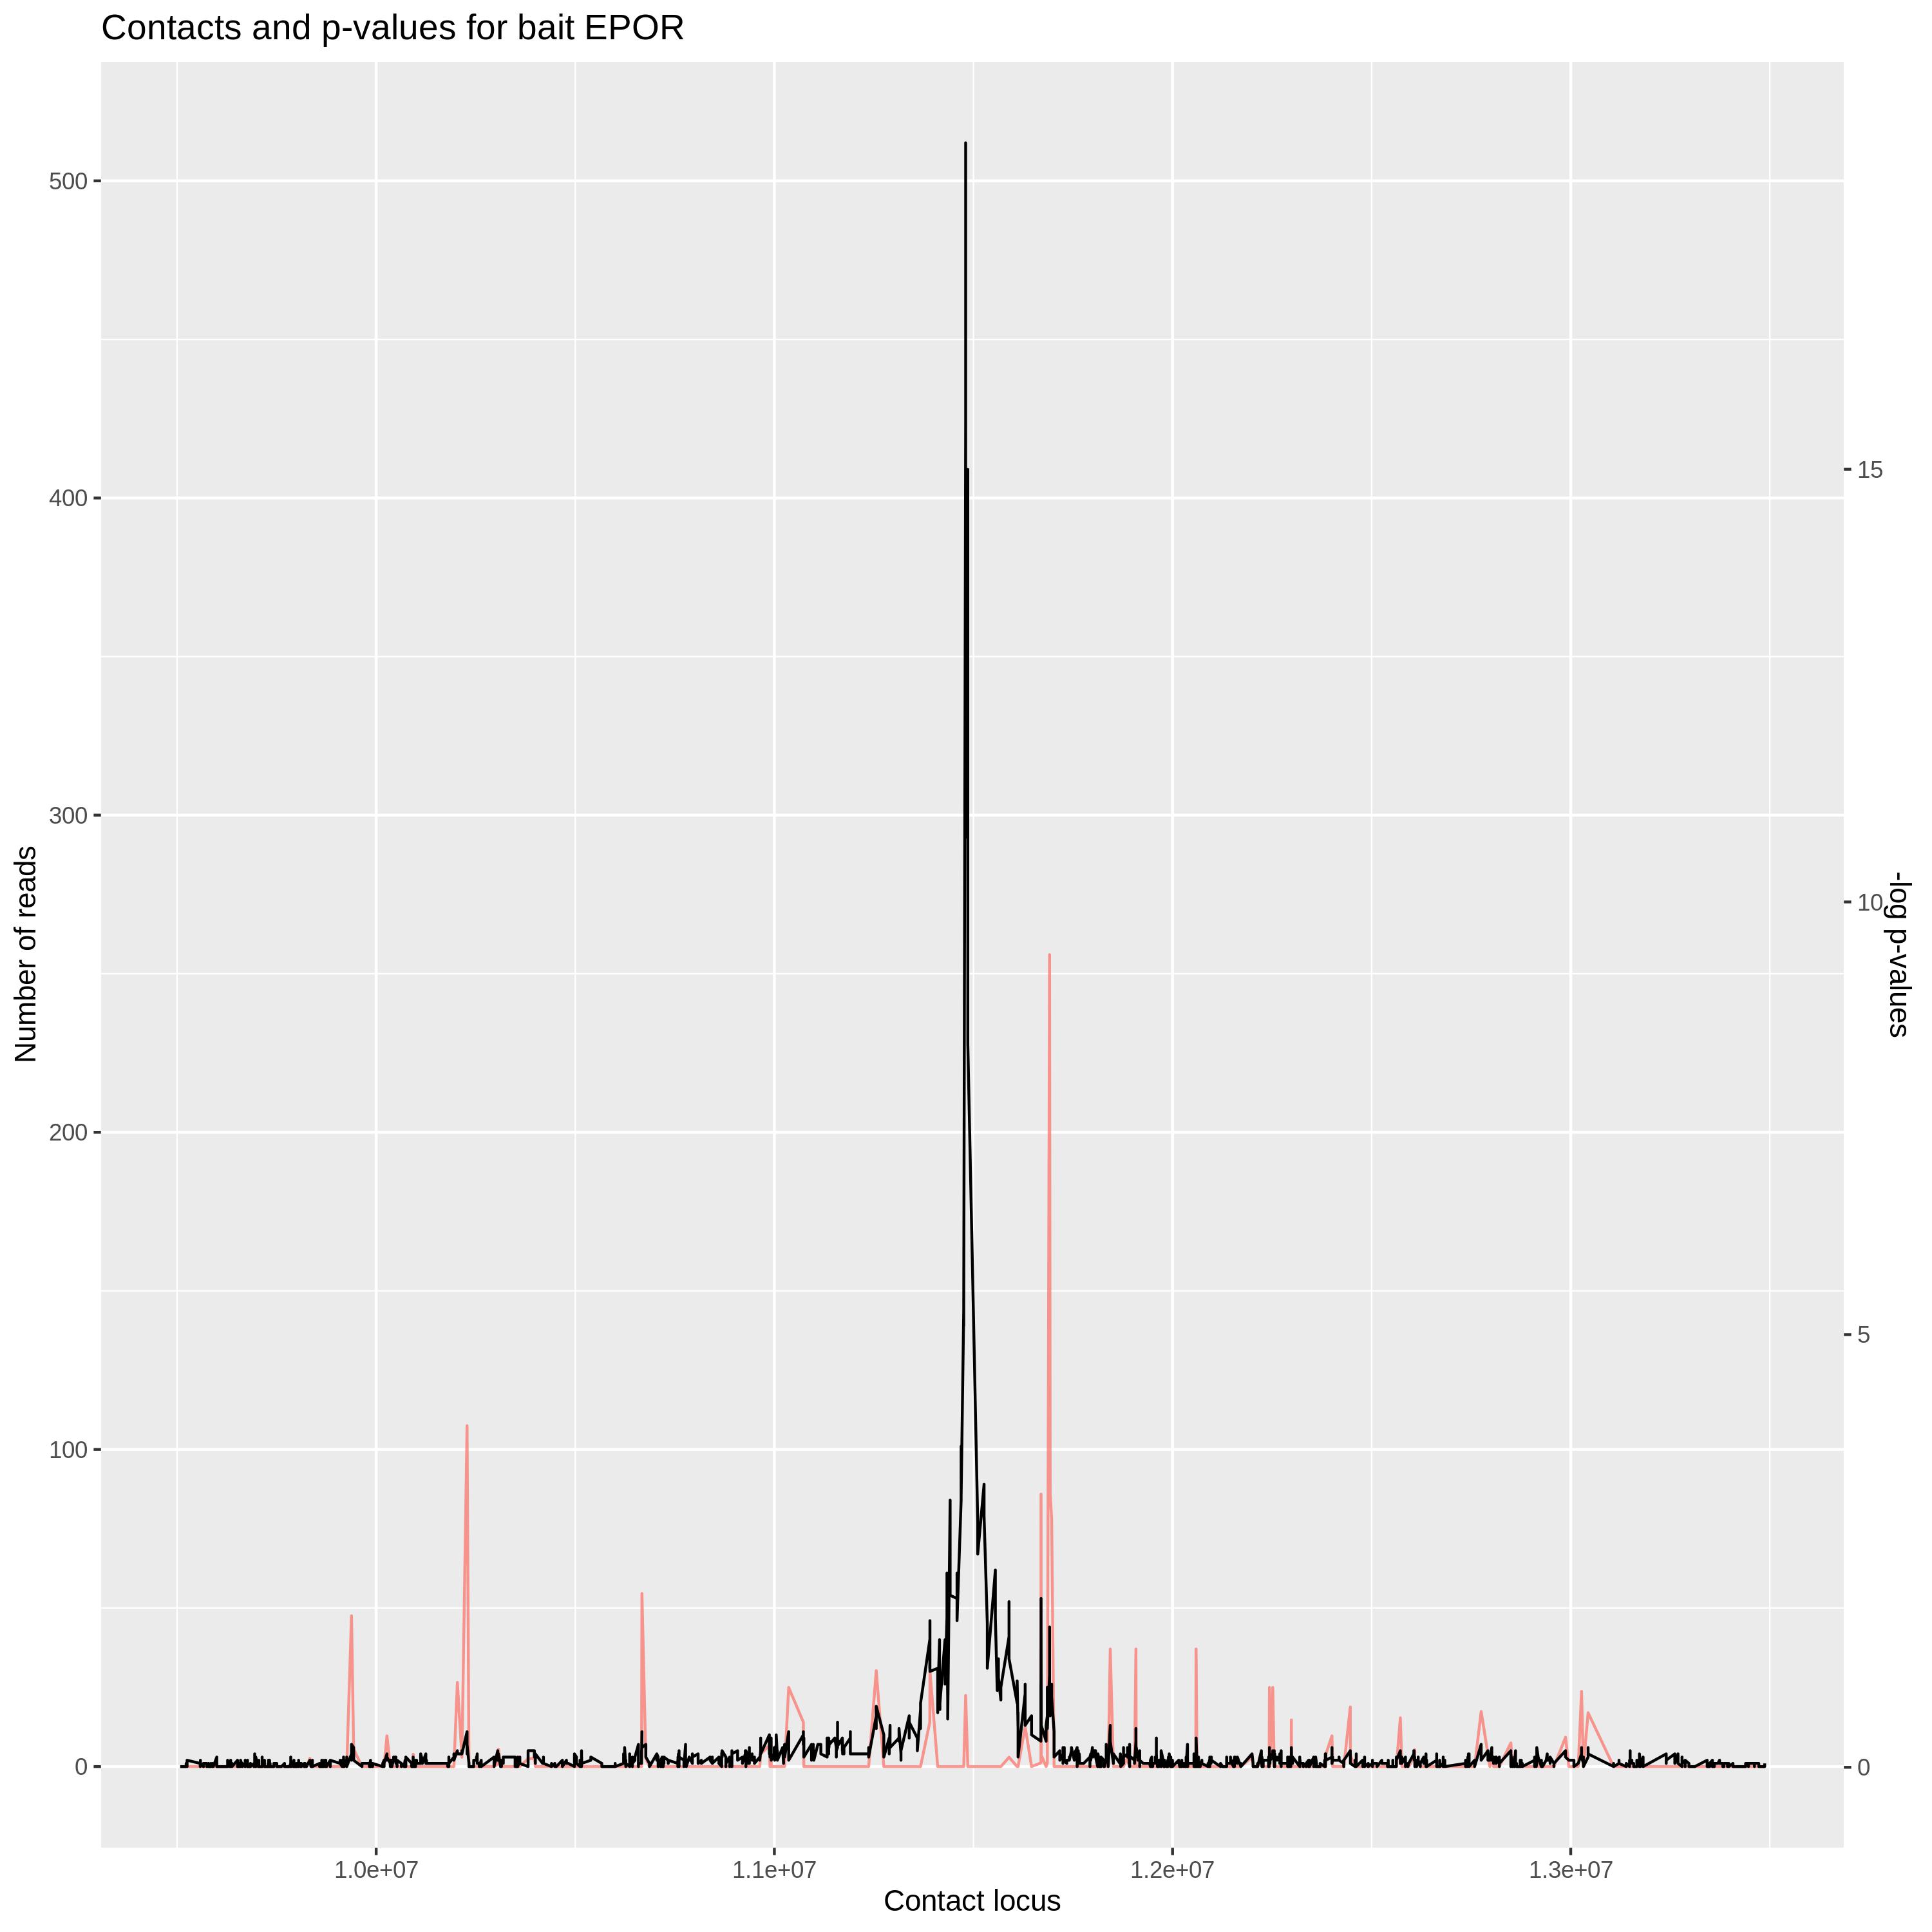 Contacts and p-values for bait EPOR
500
400
300
200
100
0
Number of reads
15
10
5
0
-log p-values
1.0e+07
1.1e+07
1.2e+07
1.3e+07
Contact locus